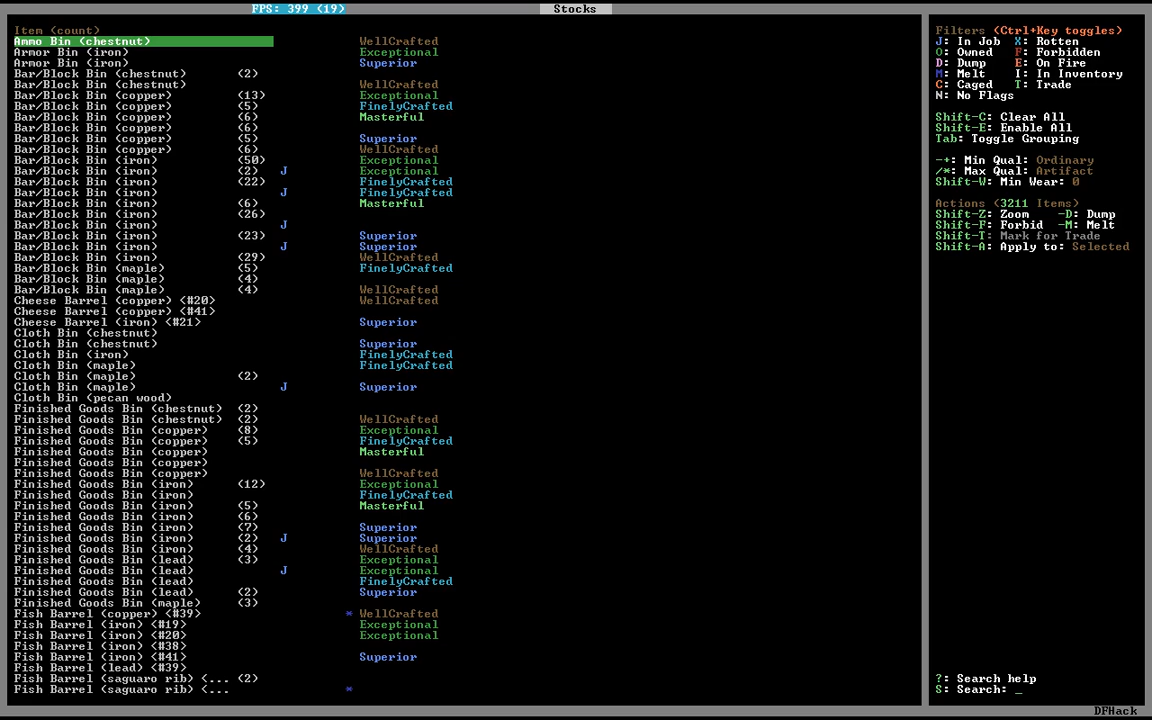 FPS: 399 (19) Stocks
Item (count)
Ammo Bin (chestnut) WellCrafted
Armor Bin (iron) Exceptional
Armor Bin (iron) Superior
Bar/Block Bin (chestnut) (2)
Bar/Block Bin (chestnut) WellCrafted
Bar/Block Bin (copper) (13) Exceptional
Bar/Block Bin (copper) (5) FinelyCrafted
Bar/Block Bin (copper) (6) Masterful
Bar/Block Bin (copper) (6)
Bar/Block Bin (copper) (5) Superior
Bar/Block Bin (copper) (6) WellCrafted
Bar/Block Bin (iron) (50) Exceptional
Bar/Block Bin (iron) (2) J Exceptional
Bar/Block Bin (iron) (22) FinelyCrafted
Bar/Block Bin (iron) J FinelyCrafted
Bar/Block Bin (iron) (6) Masterful
Bar/Block Bin (iron) (26)
Bar/Block Bin (iron) J
Bar/Block Bin (iron) (23) Superior
Bar/Block Bin (iron) J Superior
Bar/Block Bin (iron) (29) WellCrafted
Bar/Block Bin (maple) (5) FinelyCrafted
Bar/Block Bin (maple) (4)
Bar/Block Bin (maple) (4) WellCrafted
Cheese Barrel (copper) <#20> WellCrafted
Cheese Barrel (copper) <#41>
Cheese Barrel (iron) <#21> Superior
Cloth Bin (chestnut)
Cloth Bin (chestnut) Superior
Cloth Bin (iron) FinelyCrafted
Cloth Bin (maple) FinelyCrafted
Cloth Bin (maple) (2)
Cloth Bin (maple) J Superior
Cloth Bin (pecan wood)
Finished Goods Bin (chestnut) (2)
Finished Goods Bin (chestnut) (2) WellCrafted
Finished Goods Bin (copper) (8) Exceptional
Finished Goods Bin (copper) (5) FinelyCrafted
Finished Goods Bin (copper) Masterful
Finished Goods Bin (copper)
Finished Goods Bin (copper) WellCrafted
Finished Goods Bin (iron) (12) Exceptional
Finished Goods Bin (iron) FinelyCrafted
Finished Goods Bin (iron) (5) Masterful
Finished Goods Bin (iron) (6)
Finished Goods Bin (iron) (7) Superior
Finished Goods Bin (iron) (2) J Superior
Finished Goods Bin (iron) (4) WellCrafted
Finished Goods Bin (lead) (3) Exceptional
Finished Goods Bin (lead) J Exceptional
Finished Goods Bin (lead) FinelyCrafted
Finished Goods Bin (lead) (2) Superior
Finished Goods Bin (maple) (3)
Fish Barrel (copper) <#39> * WellCrafted
Fish Barrel (iron) <#19> Exceptional
Fish Barrel (iron) <#20> Exceptional
Fish Barrel (iron) <#38>
Fish Barrel (iron) <#41> Superior
Fish Barrel (lead) <#39>
Fish Barrel (saguaro rib) <... (2)
Fish Barrel (saguaro rib) <... *
Filters (Ctrl+Key toggles)
J: In Job X: Rotten
O: Owned F: Forbidden
D: Dump E: On Fire
M: Melt I: In Inventory
C: Caged T: Trade
N: No Flags
Shift-C: Clear All
Shift-E: Enable All
Tab: Toggle Grouping
-+: Min Qual: Ordinary
/*: Max Qual: Artifact
Shift-W: Min Wear: 0
Actions (3211 Items)
Shift-Z: Zoom -D: Dump
Shift-F: Forbid -M: Melt
Shift-T: Mark for Trade
Shift-A: Apply to: Selected
?: Search help
S: Search: _
DFHack